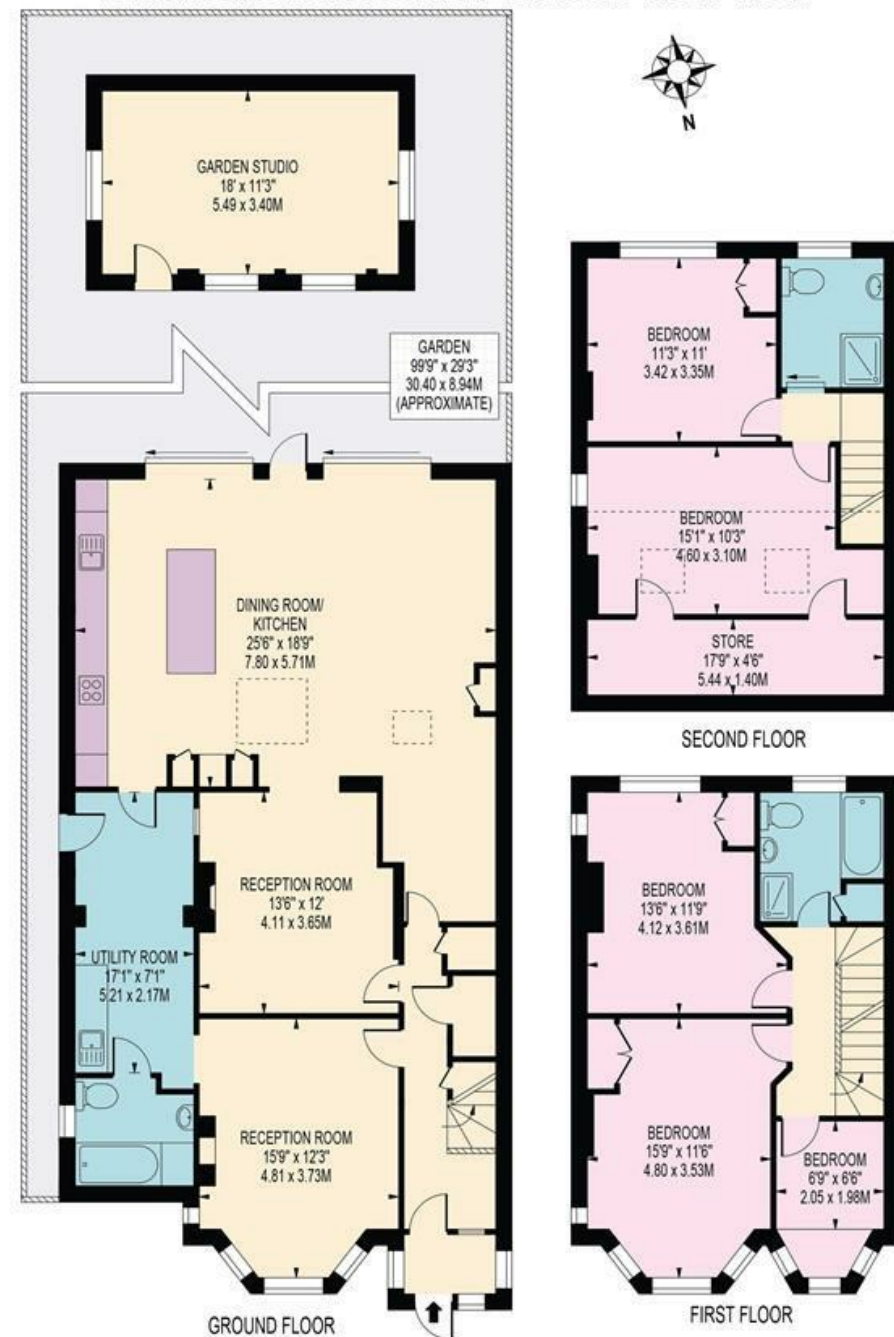 N
GARDEN STUDIO
18' x 11'3"
5.49 x 3.40M
GARDEN
99'9" x 29'3"
30.40 x 8.94M
(APPROXIMATE)
DINING ROOM/
KITCHEN
25'6" x 18'9"
7.80 x 5.71M
RECEPTION ROOM
13'6" x 12'
4.11 x 3.65M
UTILITY ROOM
17'1" x 7'1"
5.21 x 2.17M
RECEPTION ROOM
15'9" x 12'3"
4.81 x 3.73M
GROUND FLOOR
BEDROOM
11'3" x 11'
3.42 x 3.35M
BEDROOM
15'1" x 10'3"
4.60 x 3.10M
STORE
17'9" x 4'6"
5.44 x 1.40M
SECOND FLOOR
BEDROOM
13'6" x 11'9"
4.12 x 3.61M
BEDROOM
15'9" x 11'6"
4.80 x 3.53M
BEDROOM
6'9" x 6'6"
2.05 x 1.98M
FIRST FLOOR